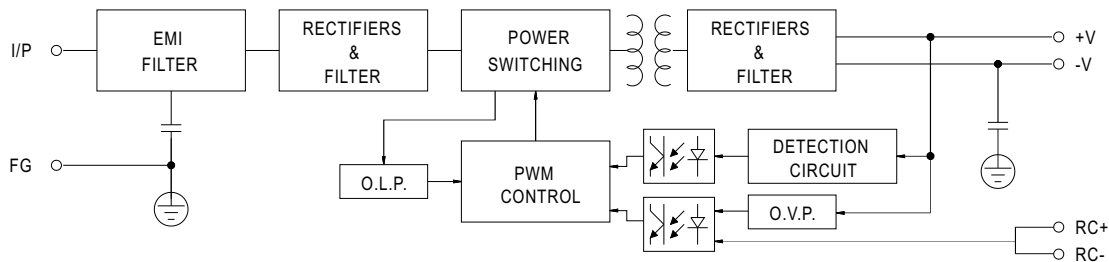 I/P
EMI
FILTER
RECTIFIERS
&
FILTER
POWER
SWITCHING
RECTIFIERS
&
FILTER
+V
-V
FG
O.L.P.
PWM
CONTROL
DETECTION
CIRCUIT
O.V.P.
RC+
RC-